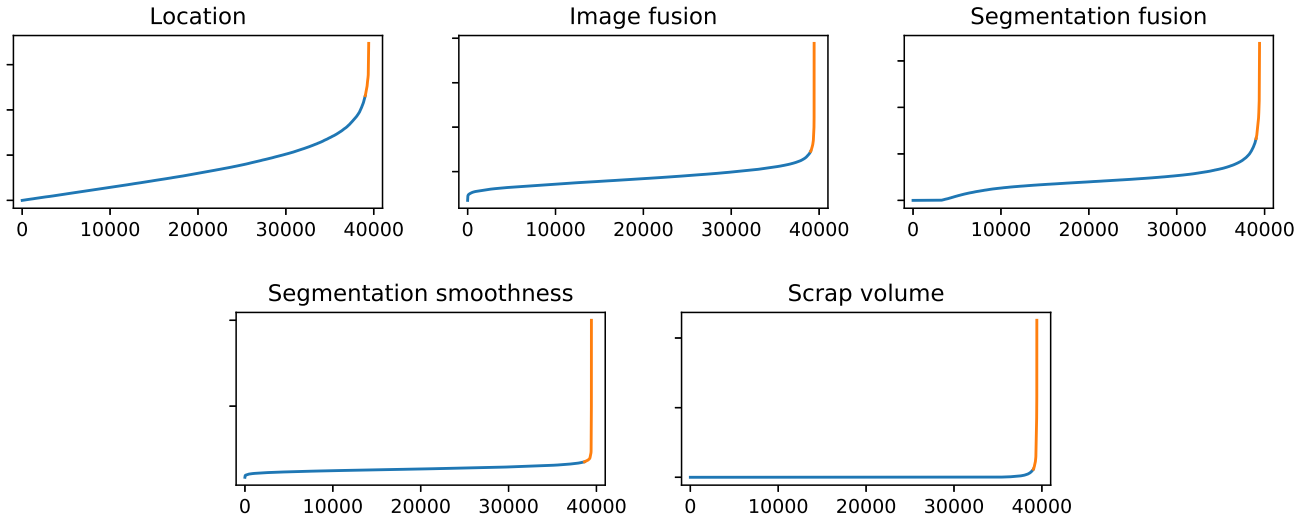 Location Image fusion Segmentation fusion
0 10000 20000 30000 40000 0 10000 20000 30000 40000 0 10000 20000 30000 40000
Segmentation smoothness Scrap volume
0 10000 20000 30000 40000 0 10000 20000 30000 40000